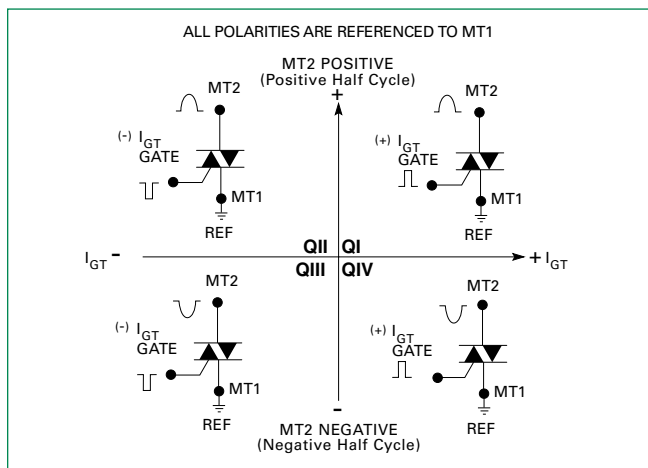 ALL POLARITIES ARE REFERENCED TO MT1
MT2 POSITIVE
(Positive Half Cycle)
+
MT2
(-) IGT
GATE
MT1
REF
MT2
(+) IGT
GATE
MT1
REF
QII QI
IGT -
+ IGT
QIII QIV
MT2
(-) IGT
GATE
MT1
REF
MT2
(+) IGT
GATE
MT1
REF
-
MT2 NEGATIVE
(Negative Half Cycle)